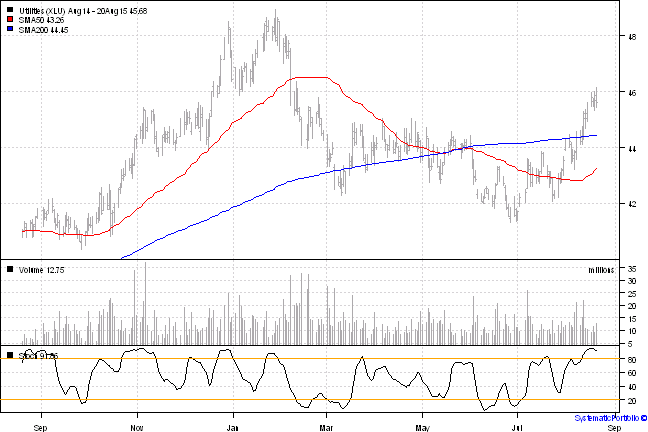 Utilities (XLU) Aug 14 - 20 Aug 15 45.68
SMA50 43.26
SMA200 44.45
48
46
44
42
Volume 12.75
millions
35
30
25
20
15
10
5
80
60
40
20
Sep Nov Jan Mar May Jul Sep
SystematicPortfolio ©